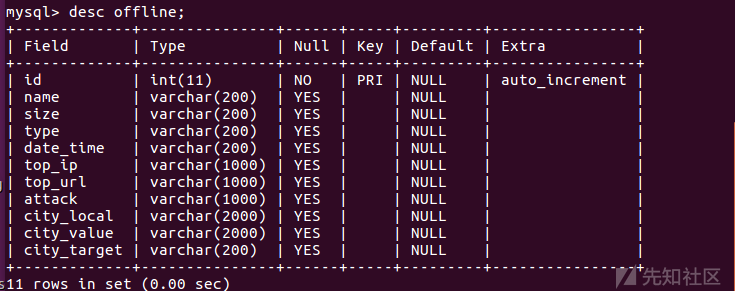 mysql> desc offline;
+-------------+---------------+------+-----+---------+----------------+
| Field       | Type          | Null | Key | Default | Extra          |
+-------------+---------------+------+-----+---------+----------------+
| id          | int(11)       | NO   | PRI | NULL    | auto_increment |
| name        | varchar(200)  | YES  |     | NULL    |                |
| size        | varchar(200)  | YES  |     | NULL    |                |
| type        | varchar(200)  | YES  |     | NULL    |                |
| date_time   | varchar(200)  | YES  |     | NULL    |                |
| top_ip      | varchar(1000) | YES  |     | NULL    |                |
| top_url     | varchar(1000) | YES  |     | NULL    |                |
| attack      | varchar(1000) | YES  |     | NULL    |                |
| city_local  | varchar(2000) | YES  |     | NULL    |                |
| city_value  | varchar(2000) | YES  |     | NULL    |                |
| city_target | varchar(200)  | YES  |     | NULL    |                |
+-------------+---------------+------+-----+---------+----------------+
11 rows in set (0.00 sec)
先知社区